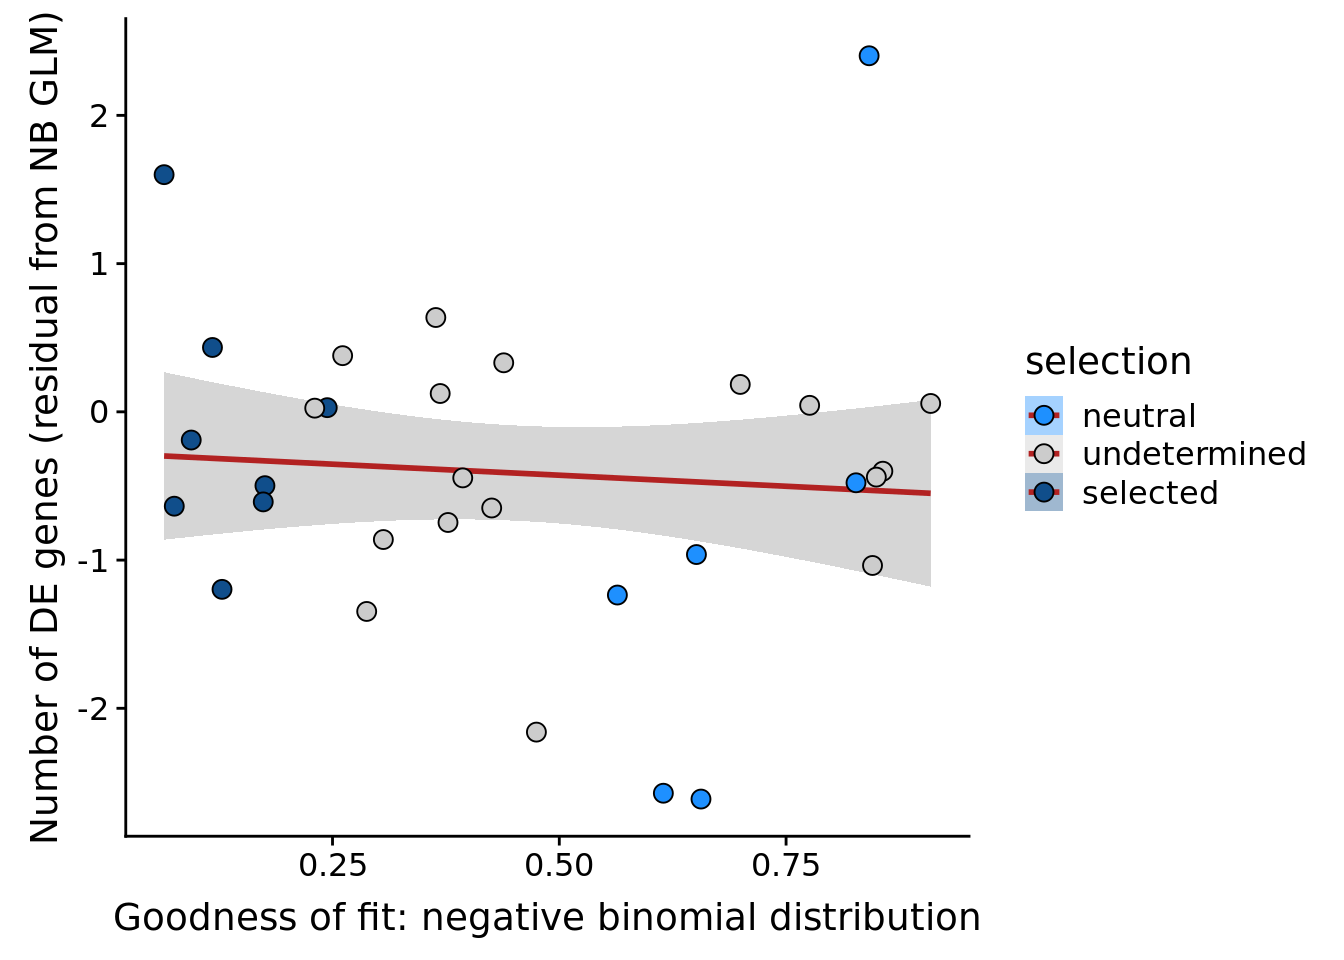 Number of DE genes (residual from NB GLM)
2
1
0
-1
-2
0.25
0.50
0.75
Goodness of fit: negative binomial distribution
selection
neutral
undetermined
selected